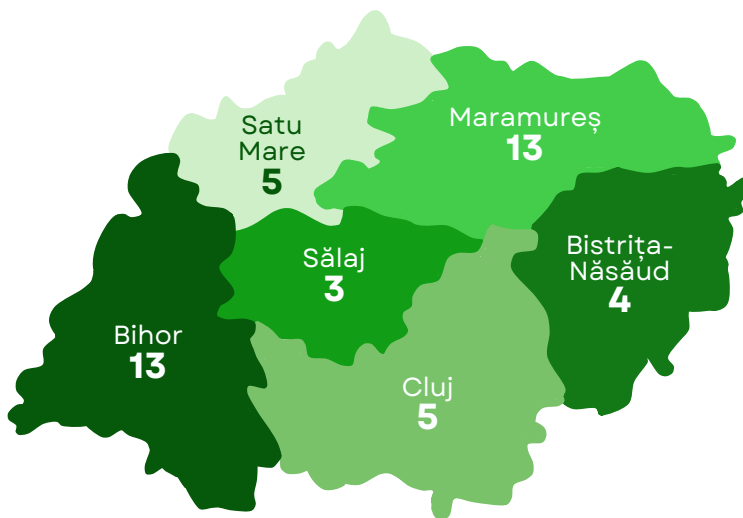 Satu
Mare
5
Maramureș
13
Bistrița-
Năsăud
4
Sălaj
3
Bihor
13
Cluj
5